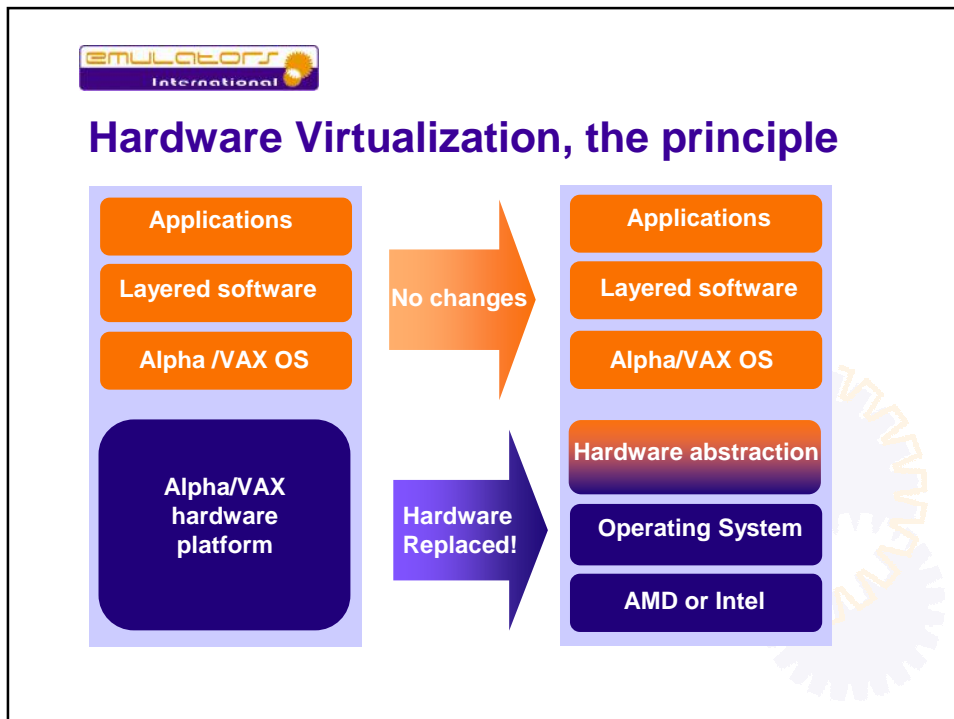 emulators
International
Hardware Virtualization, the principle
Applications
Layered software
Alpha /VAX OS
Alpha/VAX
hardware
platform
No changes
Hardware
Replaced!
Applications
Layered software
Alpha/VAX OS
Hardware abstraction
Operating System
AMD or Intel